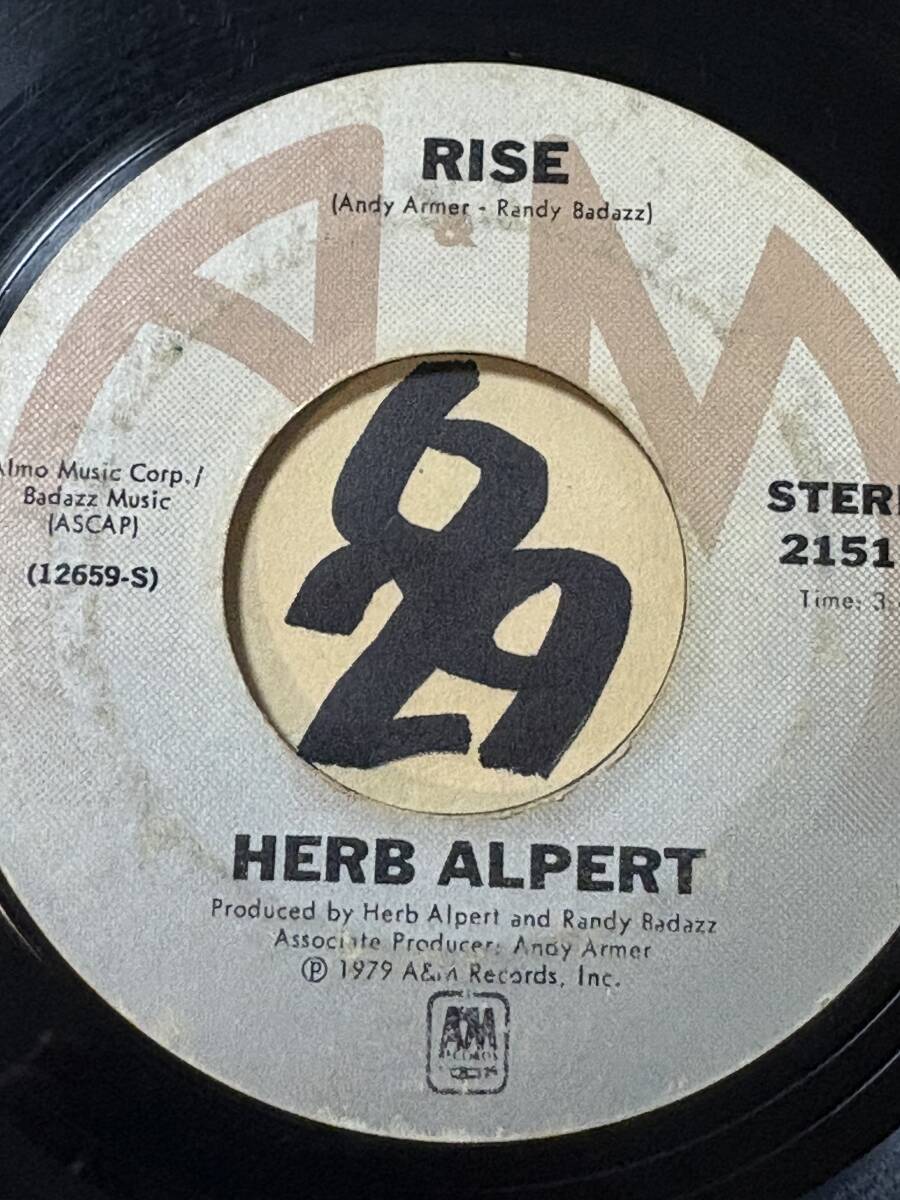 RISE
(Andy Armer - Randy Badazz)
A & M
Almo Music Corp./
Badazz Music
(ASCAP)
(12659-S)
STER
2151
Time: 3:
6
29
HERB ALPERT
Produced by Herb Alpert and Randy Badazz
Associate Producer: Andy Armer
℗ 1979 A&M Records, Inc.
A&M
RECORDS